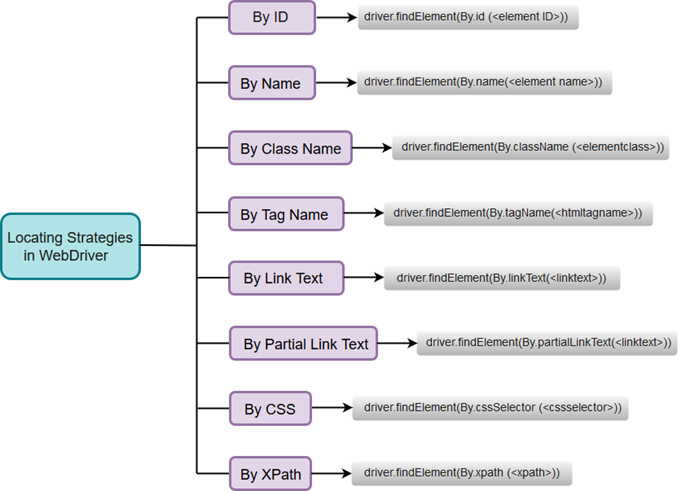 By ID
driver.findElement(By.id (<element ID>))
By Name
driver.findElement(By.name(<element name>))
By Class Name
driver.findElement(By.className (<elementclass>))
By Tag Name
driver.findElement(By.tagName(<htmltagname>))
Locating Strategies
in WebDriver
By Link Text
driver.findElement(By.linkText(<linktext>))
By Partial Link Text
driver.findElement(By.partialLinkText(<linktext>))
By CSS
driver.findElement(By.cssSelector (<cssselector>))
By XPath
driver.findElement(By.xpath (<xpath>))